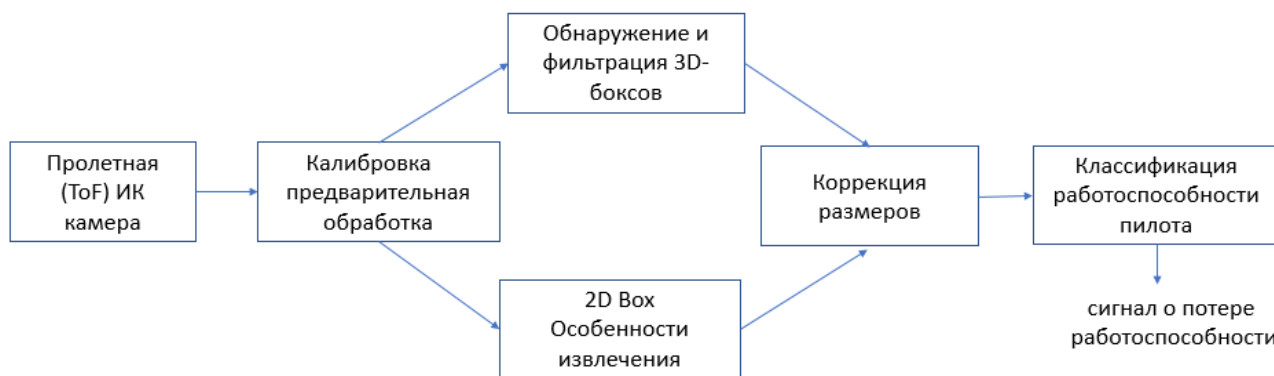 Пролетная
(ToF) ИК
камера
Калибровка
предварительная
обработка
Обнаружение и
фильтрация 3D-
боксов
2D Box
Особенности
извлечения
Коррекция
размеров
Классификация
работоспособности
пилота
сигнал о потере
работоспособности